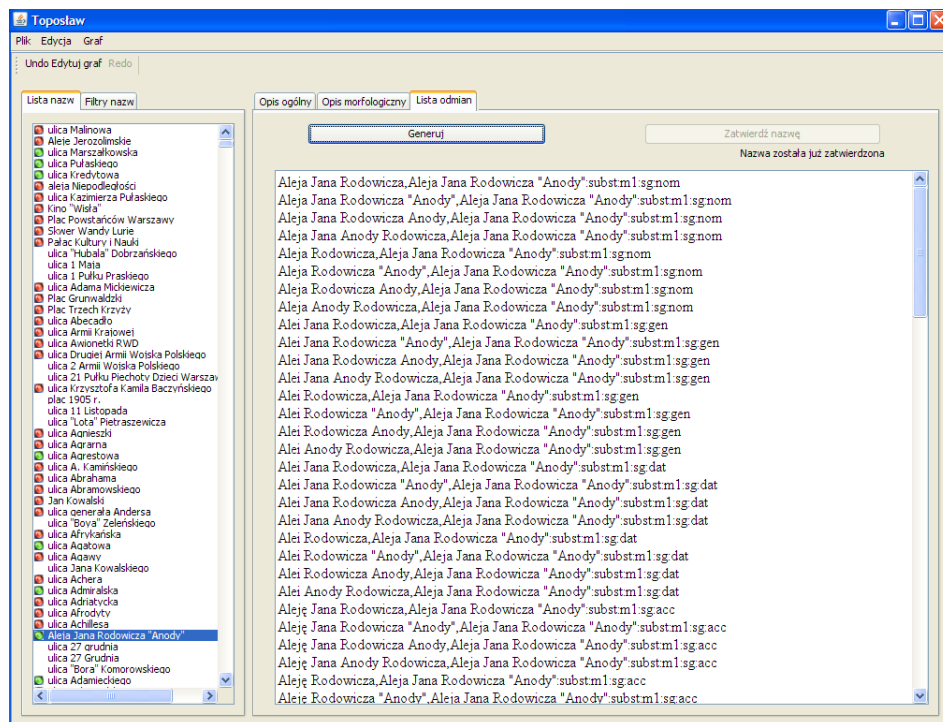 Toposław
Plik Edycja Graf
Undo Edytuj graf Redo
Lista nazw Filtry nazw
ulica Malinowa
Aleje Jerozolimskie
ulica Marszałkowska
ulica Pułaskiego
ulica Kredytowa
aleja Niepodległości
ulica Kazimierza Pułaskiego
Kino "Wisła"
Plac Powstańców Warszawy
Skwer Wandy Lurie
Pałac Kultury i Nauki
ulica "Hubala" Dobrzańskiego
ulica 1 Maja
ulica 1 Pułku Praskiego
ulica Adama Mickiewicza
Plac Grunwaldzki
Plac Trzech Krzyży
ulica Abecadło
ulica Armii Krajowej
ulica Awionetki RWD
ulica Drugiej Armii Wojska Polskiego
ulica 2 Armii Wojska Polskiego
ulica 21 Pułku Piechoty Dzieci Warszaw
ulica Krzysztofa Kamila Baczyńskiego
plac 1905 r.
ulica 11 Listopada
ulica "Lota" Pietraszewicza
ulica Agnieszki
ulica Agrarna
ulica Agrestowa
ulica A. Kamińskiego
ulica Abrahama
ulica Abramowskiego
Jan Kowalski
ulica generała Andersa
ulica "Boya" Żeleńskiego
ulica Afrykańska
ulica Agatowa
ulica Agawy
ulica Jana Kowalskiego
ulica Achera
ulica Admiralska
ulica Adriatycka
ulica Afrodyty
ulica Achillesa
Aleja Jana Rodowicza "Anody"
ulica 27 grudnia
ulica 27 Grudnia
ulica "Bora" Komorowskiego
ulica Adamieckiego
Opis ogólny Opis morfologiczny Lista odmian
Generuj Zatwierdź nazwę
Nazwa została już zatwierdzona
Aleja Jana Rodowicza,Aleja Jana Rodowicza "Anody":subst:m1:sg:nom
Aleja Jana Rodowicza "Anody",Aleja Jana Rodowicza "Anody":subst:m1:sg:nom
Aleja Jana Rodowicza Anody,Aleja Jana Rodowicza "Anody":subst:m1:sg:nom
Aleja Jana Anody Rodowicza,Aleja Jana Rodowicza "Anody":subst:m1:sg:nom
Aleja Rodowicza,Aleja Jana Rodowicza "Anody":subst:m1:sg:nom
Aleja Rodowicza "Anody",Aleja Jana Rodowicza "Anody":subst:m1:sg:nom
Aleja Rodowicza Anody,Aleja Jana Rodowicza "Anody":subst:m1:sg:nom
Aleja Anody Rodowicza,Aleja Jana Rodowicza "Anody":subst:m1:sg:nom
Alei Jana Rodowicza,Aleja Jana Rodowicza "Anody":subst:m1:sg:gen
Alei Jana Rodowicza "Anody",Aleja Jana Rodowicza "Anody":subst:m1:sg:gen
Alei Jana Rodowicza Anody,Aleja Jana Rodowicza "Anody":subst:m1:sg:gen
Alei Jana Anody Rodowicza,Aleja Jana Rodowicza "Anody":subst:m1:sg:gen
Alei Rodowicza,Aleja Jana Rodowicza "Anody":subst:m1:sg:gen
Alei Rodowicza "Anody",Aleja Jana Rodowicza "Anody":subst:m1:sg:gen
Alei Rodowicza Anody,Aleja Jana Rodowicza "Anody":subst:m1:sg:gen
Alei Anody Rodowicza,Aleja Jana Rodowicza "Anody":subst:m1:sg:gen
Alei Jana Rodowicza,Aleja Jana Rodowicza "Anody":subst:m1:sg:dat
Alei Jana Rodowicza "Anody",Aleja Jana Rodowicza "Anody":subst:m1:sg:dat
Alei Jana Rodowicza Anody,Aleja Jana Rodowicza "Anody":subst:m1:sg:dat
Alei Jana Anody Rodowicza,Aleja Jana Rodowicza "Anody":subst:m1:sg:dat
Alei Rodowicza,Aleja Jana Rodowicza "Anody":subst:m1:sg:dat
Alei Rodowicza "Anody",Aleja Jana Rodowicza "Anody":subst:m1:sg:dat
Alei Rodowicza Anody,Aleja Jana Rodowicza "Anody":subst:m1:sg:dat
Alei Anody Rodowicza,Aleja Jana Rodowicza "Anody":subst:m1:sg:dat
Aleję Jana Rodowicza,Aleja Jana Rodowicza "Anody":subst:m1:sg:acc
Aleję Jana Rodowicza "Anody",Aleja Jana Rodowicza "Anody":subst:m1:sg:acc
Aleję Jana Rodowicza Anody,Aleja Jana Rodowicza "Anody":subst:m1:sg:acc
Aleję Jana Anody Rodowicza,Aleja Jana Rodowicza "Anody":subst:m1:sg:acc
Aleję Rodowicza,Aleja Jana Rodowicza "Anody":subst:m1:sg:acc
Aleję Rodowicza "Anody",Aleja Jana Rodowicza "Anody":subst:m1:sg:acc